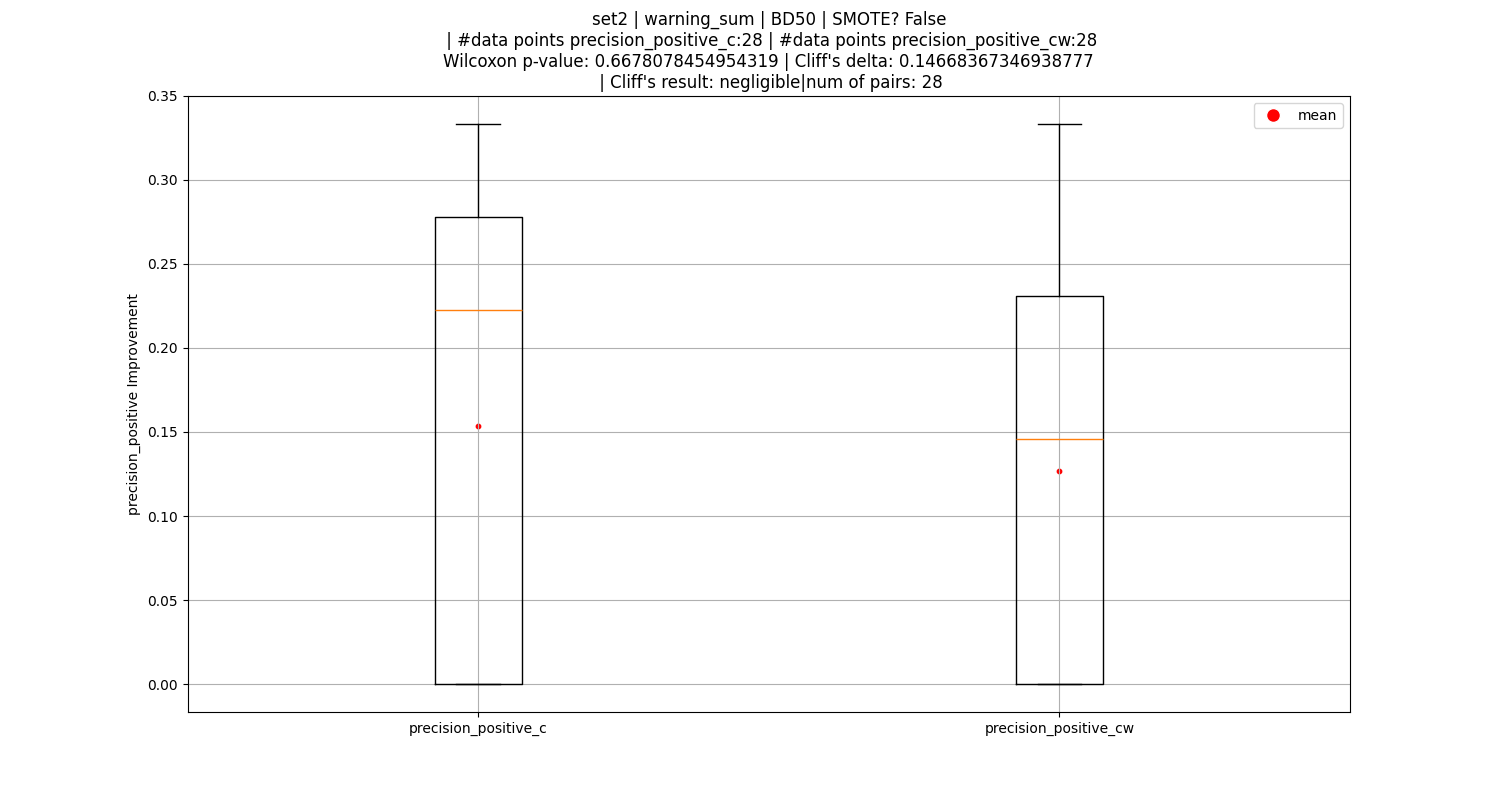 set2 | warning_sum | BD50 | SMOTE? False
| #data points precision_positive_c:28 | #data points precision_positive_cw:28
Wilcoxon p-value: 0.6678078454954319 | Cliff's delta: 0.14668367346938777
| Cliff's result: negligible|num of pairs: 28
mean
0.35
0.30
0.25
0.20
0.15
0.10
0.05
0.00
precision_positive Improvement
precision_positive_c
precision_positive_cw